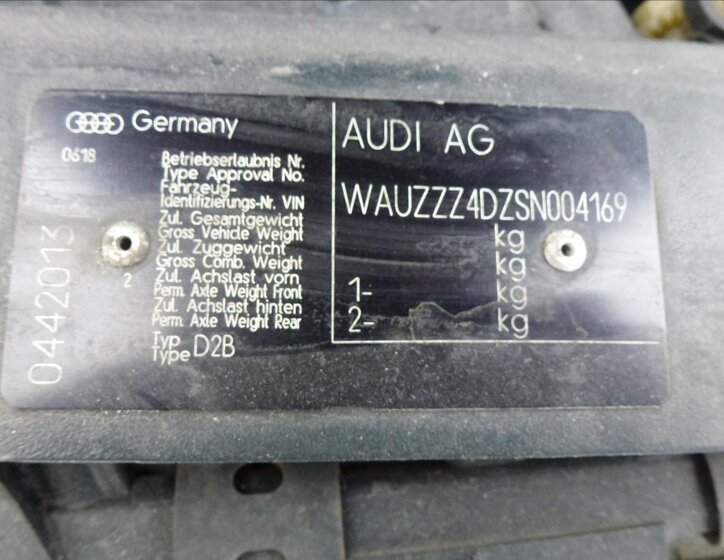 Germany
0618
Betriebserlaubnis Nr.
Type Approval No.
Fahrzeug-
Identifizierungs-Nr. VIN
Zul. Gesamtgewicht
Gross Vehicle Weight
Zul. Zuggewicht
Gross Comb. Weight
Zul. Achslast vorn
Perm. Axle Weight Front
Zul. Achslast hinten
Perm. Axle Weight Rear
Typ
Type D2B
2
0442013
AUDI AG
WAUZZZ4DZSN004169
kg
kg
1- kg
2- kg